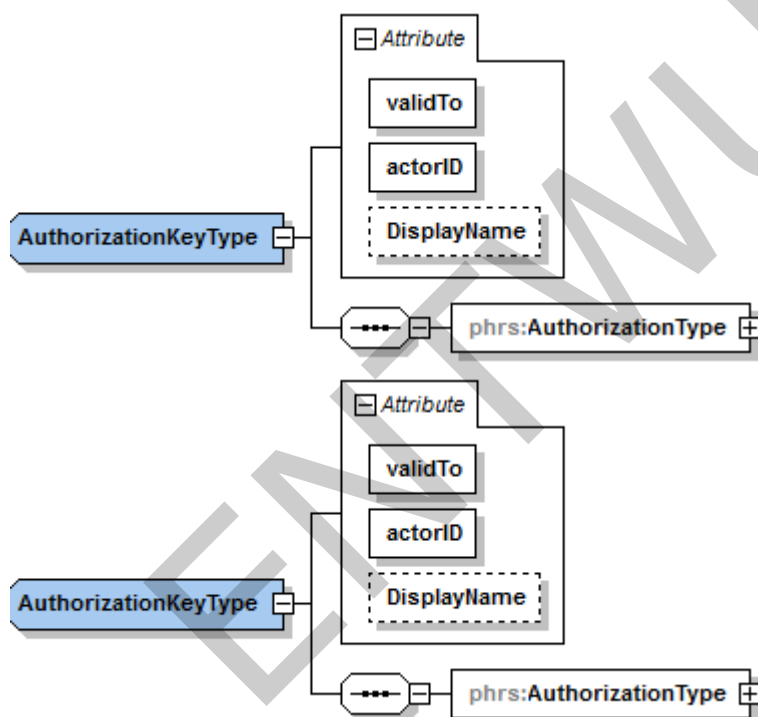 Attribute
validTo
actorID
DisplayName
AuthorizationKeyType
phrs:AuthorizationType
Attribute
validTo
actorID
DisplayName
AuthorizationKeyType
phrs:AuthorizationType